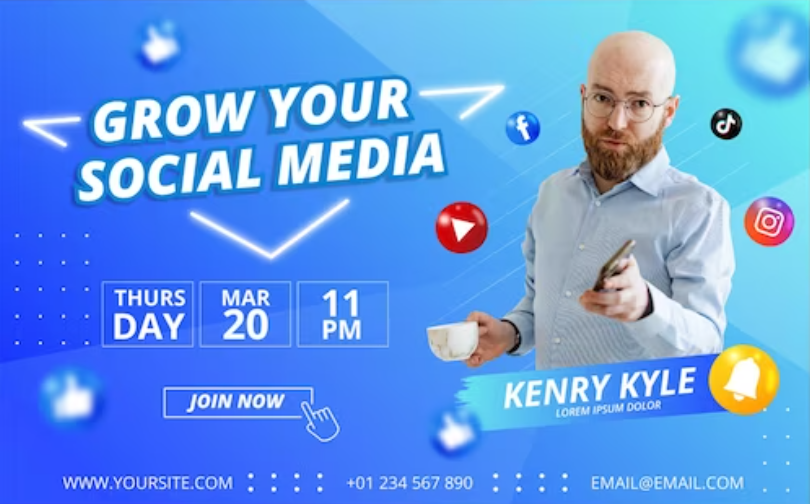 GROW YOUR
SOCIAL MEDIA
THURS
DAY
MAR
20
11
PM
JOIN NOW
KENRY KYLE
LOREM IPSUM DOLOR
WWW.YOURSITE.COM
+01 234 567 890
EMAIL@EMAIL.COM